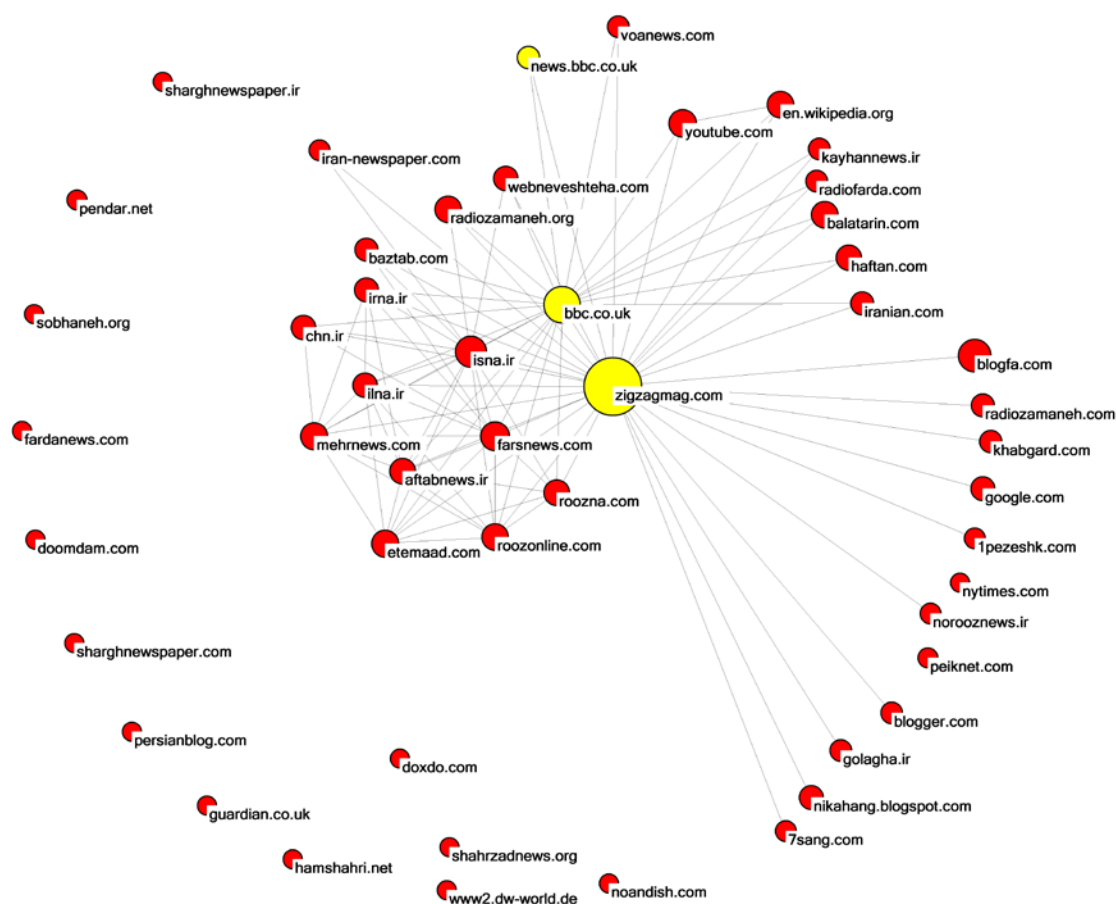 voanews.com
news.bbc.co.uk
sharghnewspaper.ir
en.wikipedia.org
youtube.com
iran-newspaper.com
kayhannews.ir
webneveshteha.com
radiofarda.com
pendar.net
radiozamaneh.org
balatarin.com
baztab.com
haftan.com
irna.ir
iranian.com
bbc.co.uk
sobhaneh.org
chn.ir
isna.ir
blogfa.com
ilna.ir
zigzagmag.com
radiozamaneh.com
fardanews.com
mehrnews.com
farsnews.com
khabgard.com
aftabnews.ir
roozna.com
google.com
doomdam.com
etemaad.com
roozonline.com
1pezeshk.com
nytimes.com
norooznews.ir
sharghnewspaper.com
peiknet.com
persianblog.com
blogger.com
doxdo.com
golagha.ir
guardian.co.uk
nikahang.blogspot.com
7sang.com
shahrzadnews.org
hamshahri.net
www2.dw-world.de
noandish.com